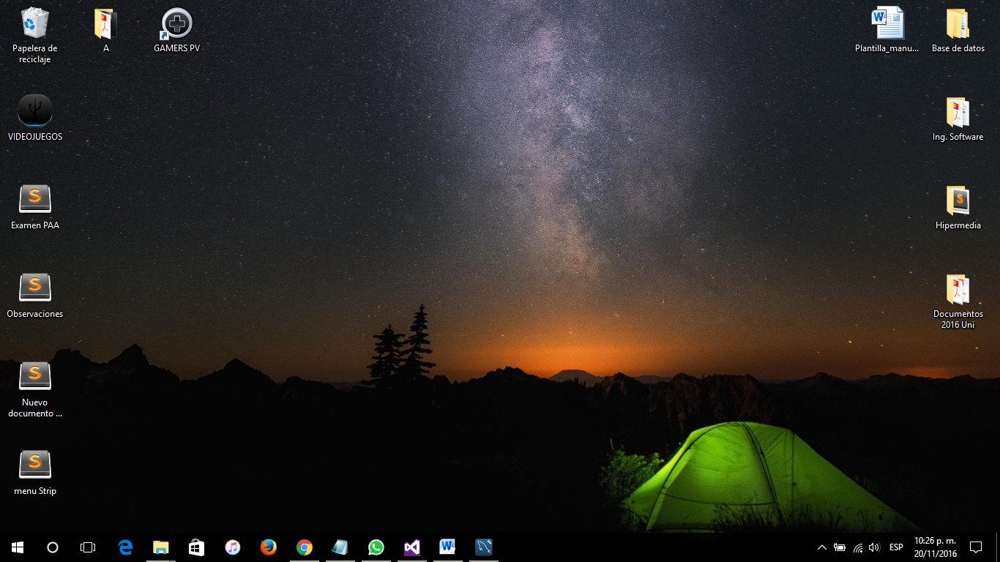 Papelera de
reciclaje
A
GAMERS PV
Plantilla_manu...
Base de datos
VIDEOJUEGOS
Ing. Software
Examen PAA
Hipermedia
Observaciones
Documentos
2016 Uni
Nuevo
documento ...
menu Strip
ESP
10:26 p. m.
20/11/2016